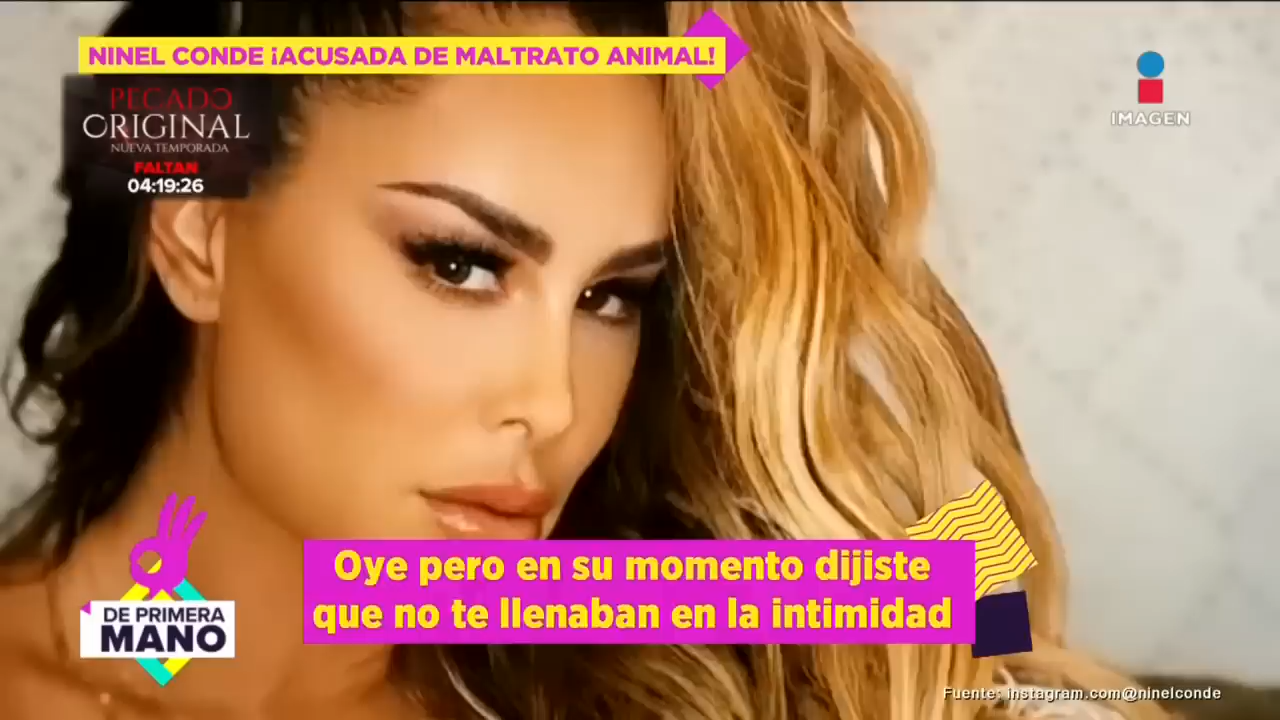 NINEL CONDE ¡ACUSADA DE MALTRATO ANIMAL!
PECADO
ORIGINAL
NUEVA TEMPORADA
FALTAN
04:19:26
IMAGEN
Oye pero en su momento dijiste
que no te llenaban en la intimidad
DE PRIMERA
MANO
Fuente: instagram.com@ninelconde